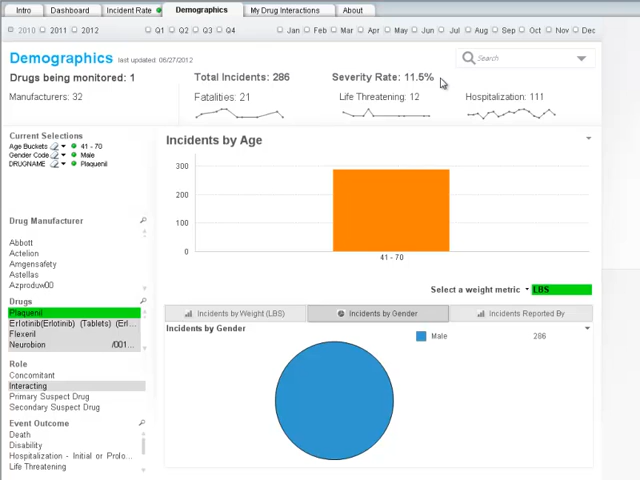 Intro Dashboard Incident Rate Demographics My Drug Interactions About
2010 2011 2012 Q1 Q2 Q3 Q4 Jan Feb Mar Apr May Jun Jul Aug Sep Oct Nov Dec
Demographics last updated: 06/27/2012
Search
Drugs being monitored: 1
Total Incidents: 286
Severity Rate: 11.5%
Manufacturers: 32
Fatalities: 21
Life Threatening: 12
Hospitalization: 111
Current Selections
Age Buckets 41 - 70
Gender Code Male
DRUGNAME Plaquenil
Incidents by Age
300
200
100
0
41 - 70
Drug Manufacturer
Abbott
Actelion
Amgensafety
Astellas
Azproduw00
Select a weight metric LBS
Drugs
Plaquenil
Erlotinib(Erlotinib) (Tablets) (Erl...
Flexeril
Neurobion /001...
Incidents by Weight (LBS) Incidents by Gender Incidents Reported By
Incidents by Gender
Male 286
Role
Concomitant
Interacting
Primary Suspect Drug
Secondary Suspect Drug
Event Outcome
Death
Disability
Hospitalization - Initial or Prolo...
Life Threatening